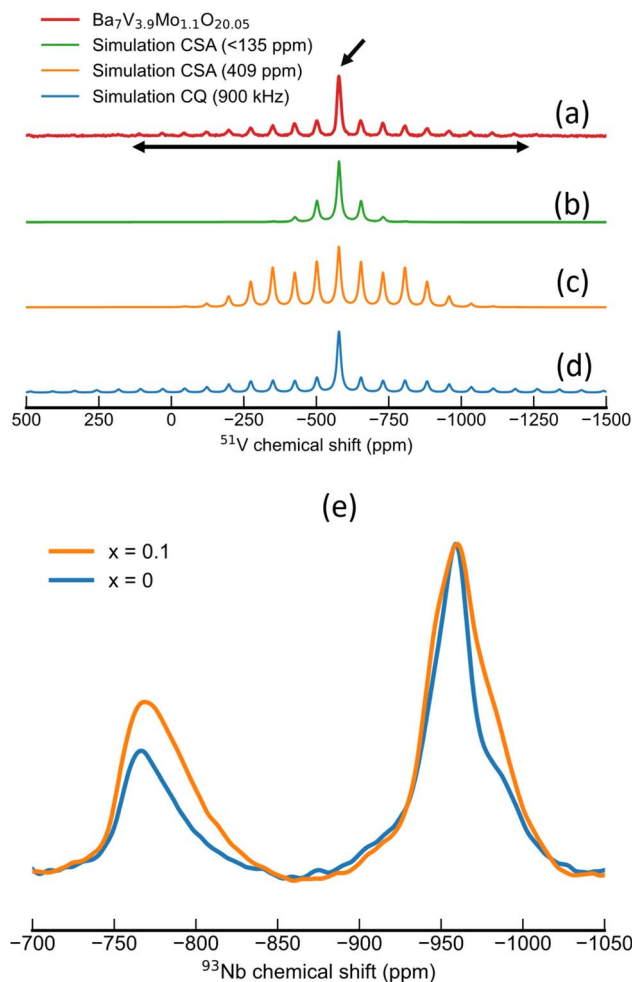 Ba₇V₃.₉Mo₁.₁O₂₀.₀₅
Simulation CSA (<135 ppm)
Simulation CSA (409 ppm)
Simulation CQ (900 kHz)
(a)
(b)
(c)
(d)
500 250 0 −250 −500 −750 −1000 −1250 −1500
⁵¹V chemical shift (ppm)
(e)
x = 0.1
x = 0
−700 −750 −800 −850 −900 −950 −1000 −1050
⁹³Nb chemical shift (ppm)